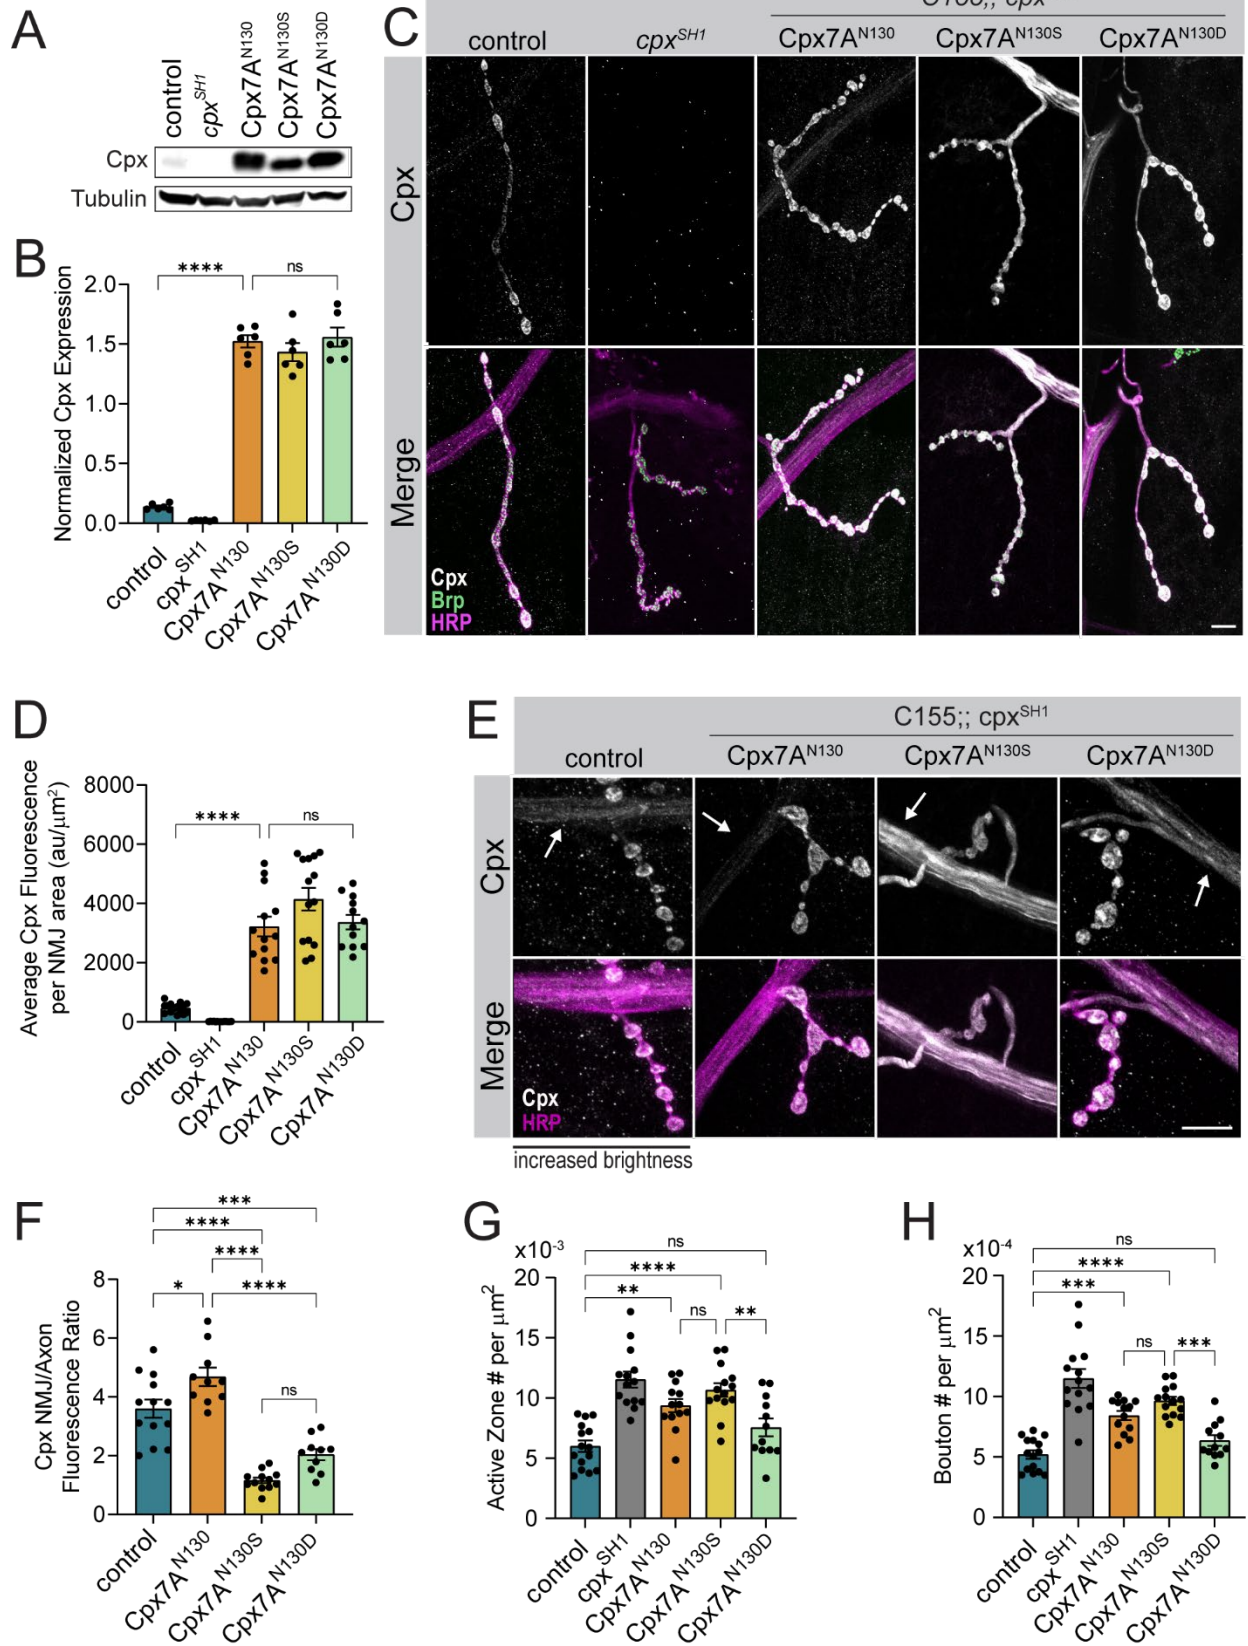 A
control
cpx^SH1
Cpx7A^N130
Cpx7A^N130S
Cpx7A^N130D
Cpx
Tubulin
B
Normalized Cpx Expression
**** ns
2.0
1.5
1.0
0.5
0.0
control
cpx^SH1
Cpx7A^N130
Cpx7A^N130S
Cpx7A^N130D
C
control cpx^SH1 Cpx7A^N130 Cpx7A^N130S Cpx7A^N130D
Cpx
Merge
Cpx
Brp
HRP
D
Average Cpx Fluorescence
per NMJ area (au/μm²)
**** ns
8000
6000
4000
2000
0
control
cpx^SH1
Cpx7A^N130
Cpx7A^N130S
Cpx7A^N130D
E
C155;; cpx^SH1
control Cpx7A^N130 Cpx7A^N130S Cpx7A^N130D
Cpx
Merge
Cpx
HRP
increased brightness
F
Cpx NMJ/Axon
Fluorescence Ratio
***
****
****
* ****
ns
8
6
4
2
0
control
Cpx7A^N130
Cpx7A^N130S
Cpx7A^N130D
G
x10⁻³
Active Zone # per μm²
ns
****
**
ns **
20
15
10
5
0
control
cpx^SH1
Cpx7A^N130
Cpx7A^N130S
Cpx7A^N130D
H
x10⁻⁴
Bouton # per μm²
ns
****
***
ns ***
20
15
10
5
0
control
cpx^SH1
Cpx7A^N130
Cpx7A^N130S
Cpx7A^N130D